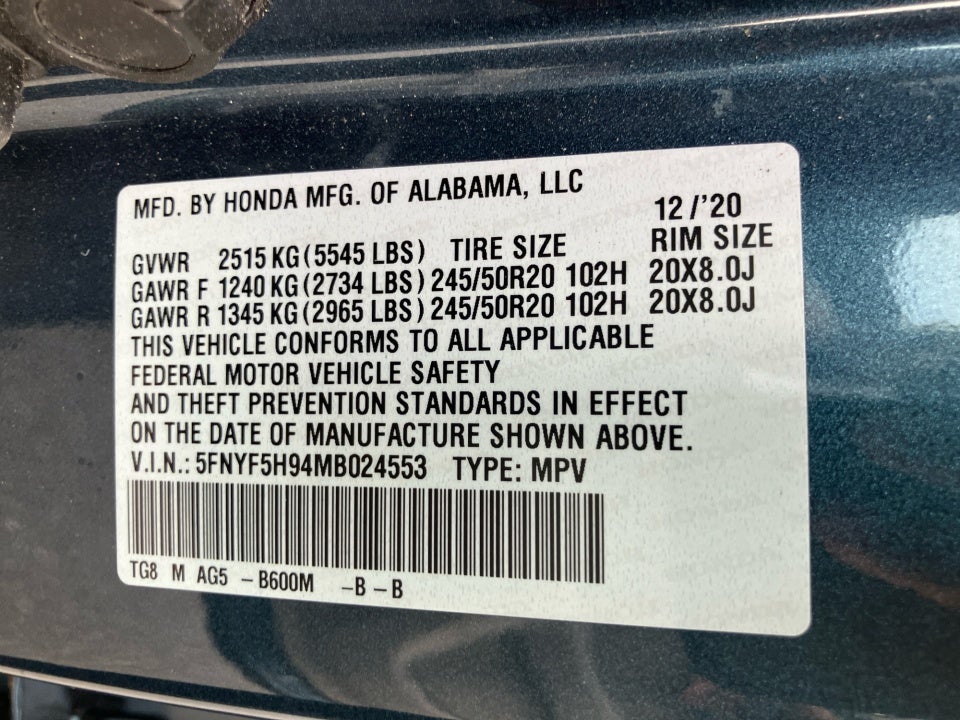 MFD. BY HONDA MFG. OF ALABAMA, LLC
12/'20
GVWR 2515 KG (5545 LBS) TIRE SIZE RIM SIZE
GAWR F 1240 KG (2734 LBS) 245/50R20 102H 20X8.0J
GAWR R 1345 KG (2965 LBS) 245/50R20 102H 20X8.0J
THIS VEHICLE CONFORMS TO ALL APPLICABLE
FEDERAL MOTOR VEHICLE SAFETY
AND THEFT PREVENTION STANDARDS IN EFFECT
ON THE DATE OF MANUFACTURE SHOWN ABOVE.
V.I.N.: 5FNYF5H94MB024553 TYPE: MPV
TG8 M AG5 -B600M -B -B